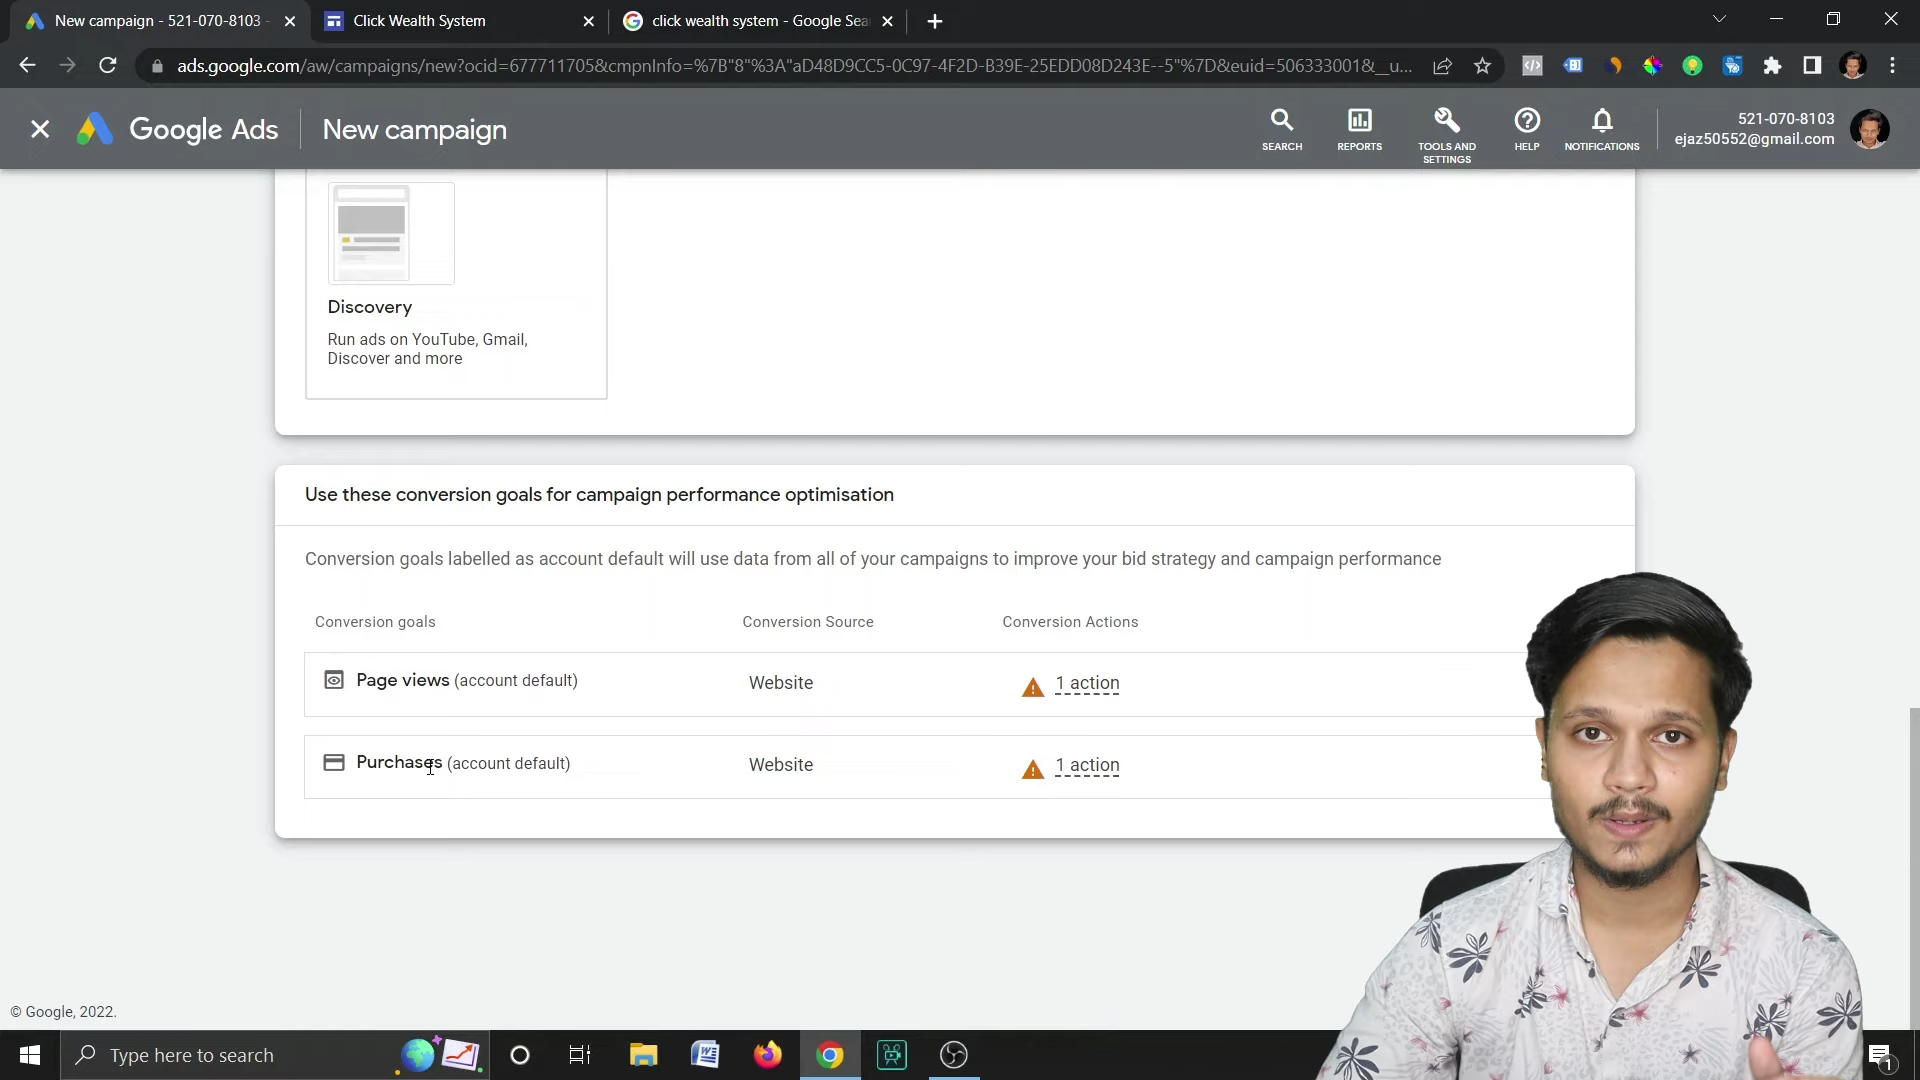 New campaign - 521-070-8103 -
Click Wealth System
click wealth system - Google Sea
ads.google.com/aw/campaigns/new?ocid=677711705&cmpnInfo=%7B"8"%3A"aD48D9CC5-0C97-4F2D-B39E-25EDD08D243E--5"%7D&euid=506333001&__u...
Google Ads
New campaign
SEARCH
REPORTS
TOOLS AND
SETTINGS
HELP
NOTIFICATIONS
521-070-8103
ejaz50552@gmail.com
Discovery
Run ads on YouTube, Gmail,
Discover and more
Use these conversion goals for campaign performance optimisation
Conversion goals labelled as account default will use data from all of your campaigns to improve your bid strategy and campaign performance
Conversion goals
Conversion Source
Conversion Actions
Page views (account default)
Website
1 action
Purchases (account default)
Website
1 action
© Google, 2022.
Type here to search
1